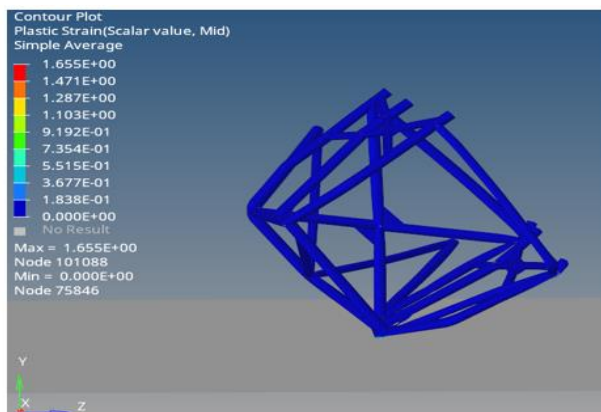 Contour Plot
Plastic Strain(Scalar value, Mid)
Simple Average
1.655E+00
1.471E+00
1.287E+00
1.103E+00
9.192E-01
7.354E-01
5.515E-01
3.677E-01
1.838E-01
0.000E+00
No Result
Max = 1.655E+00
Node 101088
Min = 0.000E+00
Node 75846
Y
X
Z